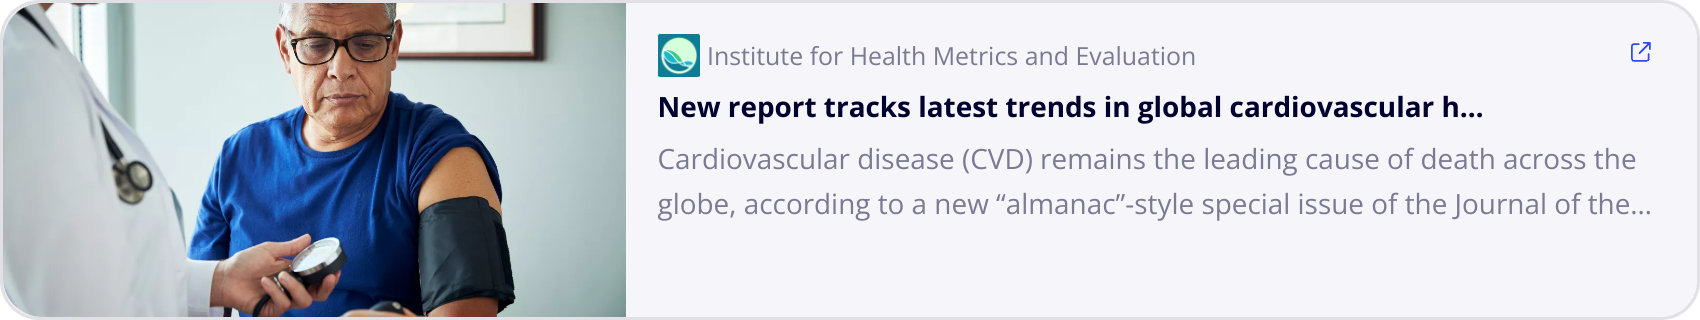 Institute for Health Metrics and Evaluation
New report tracks latest trends in global cardiovascular h...
Cardiovascular disease (CVD) remains the leading cause of death across the
globe, according to a new “almanac”-style special issue of the Journal of the...